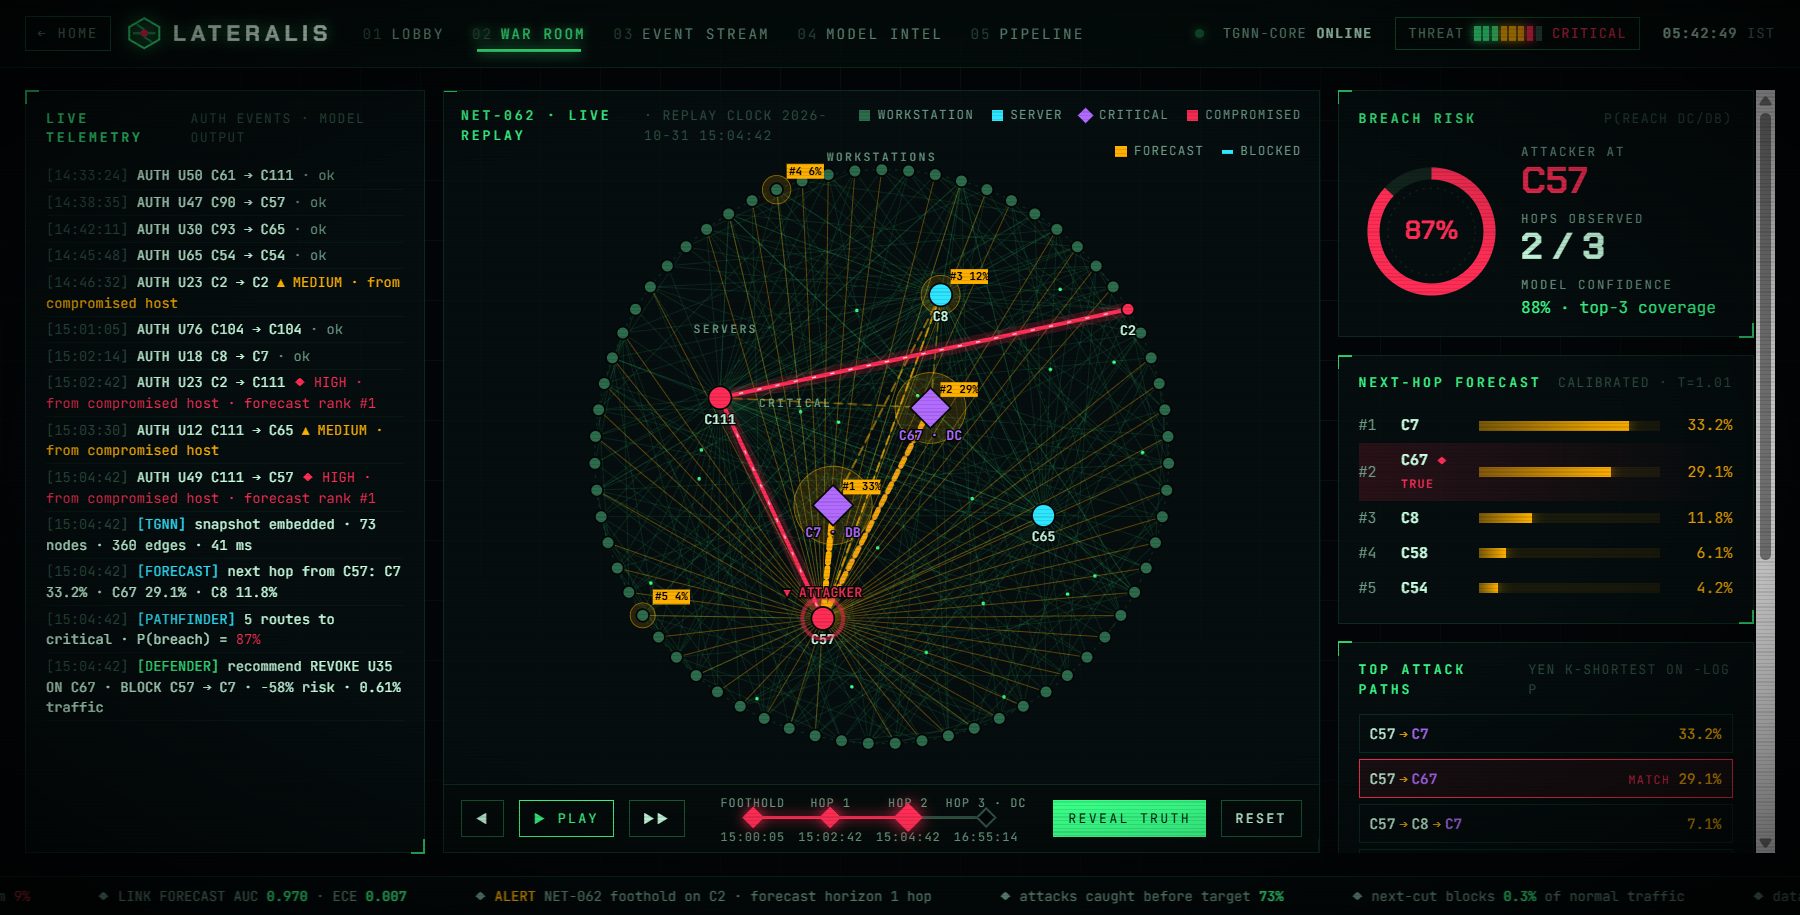 ← HOME
LATERALIS
01 LOBBY
02 WAR ROOM
03 EVENT STREAM
04 MODEL INTEL
05 PIPELINE
TGNN-CORE ONLINE
THREAT CRITICAL
05:42:49 IST
LIVE TELEMETRY
AUTH EVENTS · MODEL OUTPUT
[14:33:24] AUTH U50 C61 → C111 · ok
[14:38:35] AUTH U47 C90 → C57 · ok
[14:42:11] AUTH U30 C93 → C65 · ok
[14:45:48] AUTH U65 C54 → C54 · ok
[14:46:32] AUTH U23 C2 → C2 ▲ MEDIUM · from
compromised host
[15:01:05] AUTH U76 C104 → C104 · ok
[15:02:14] AUTH U18 C8 → C7 · ok
[15:02:42] AUTH U23 C2 → C111 ◆ HIGH ·
from compromised host · forecast rank #1
[15:03:30] AUTH U12 C111 → C65 ▲ MEDIUM ·
from compromised host
[15:04:42] AUTH U49 C111 → C57 ◆ HIGH ·
from compromised host · forecast rank #1
[15:04:42] [TGNN] snapshot embedded · 73
nodes · 360 edges · 41 ms
[15:04:42] [FORECAST] next hop from C57: C7
33.2% · C67 29.1% · C8 11.8%
[15:04:42] [PATHFINDER] 5 routes to
critical · P(breach) = 87%
[15:04:42] [DEFENDER] recommend REVOKE U35
ON C67 · BLOCK C57 → C7 · -58% risk · 0.61%
traffic
NET-062 · LIVE REPLAY
· REPLAY CLOCK 2026-
10-31 15:04:42
WORKSTATION
SERVER
CRITICAL
COMPROMISED
FORECAST
BLOCKED
WORKSTATIONS
#4 6%
#3 12%
C8
C2
SERVERS
#2 29%
CRITICAL
C111
C67 · DC
#1 33%
C7 · DB
C65
▼ ATTACKER
#5 4%
C57
◀
▶ PLAY
▶▶
FOOTHOLD
HOP 1
HOP 2
HOP 3 · DC
15:00:05
15:02:42
15:04:42
16:55:14
REVEAL TRUTH
RESET
BREACH RISK
P(REACH DC/DB)
87%
ATTACKER AT
C57
HOPS OBSERVED
2 / 3
MODEL CONFIDENCE
88% · top-3 coverage
NEXT-HOP FORECAST
CALIBRATED · T=1.01
#1 C7 33.2%
#2 C67 ◆ TRUE 29.1%
#3 C8 11.8%
#4 C58 6.1%
#5 C54 4.2%
TOP ATTACK PATHS
YEN K-SHORTEST ON -LOG
P
C57 → C7 33.2%
C57 → C67 MATCH 29.1%
C57 → C8 → C7 7.1%
9%
◆ LINK FORECAST AUC 0.970 · ECE 0.007
◆ ALERT NET-062 foothold on C2 · forecast horizon 1 hop
◆ attacks caught before target 73%
◆ next-cut blocks 0.3% of normal traffic
◆